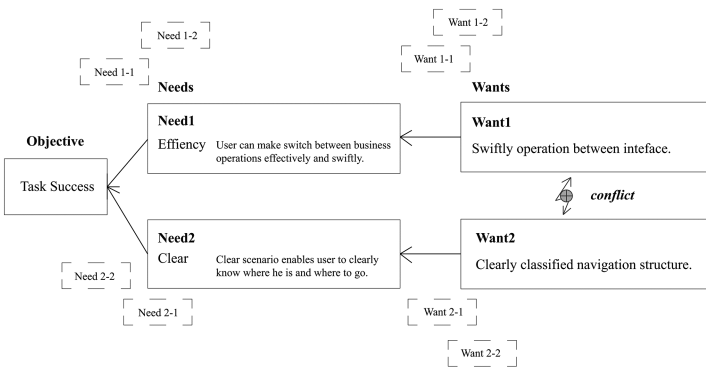 Need 1-2
Want 1-2
Need 1-1
Want 1-1
Needs
Wants
Objective
Task Success
Need1
Effiency
User can make switch between business
operations effectively and swiftly.
Want1
Swiftly operation between inteface.
conflict
Need2
Clear
Clear scenario enables user to clearly
know where he is and where to go.
Want2
Clearly classified navigation structure.
Need 2-2
Need 2-1
Want 2-1
Want 2-2